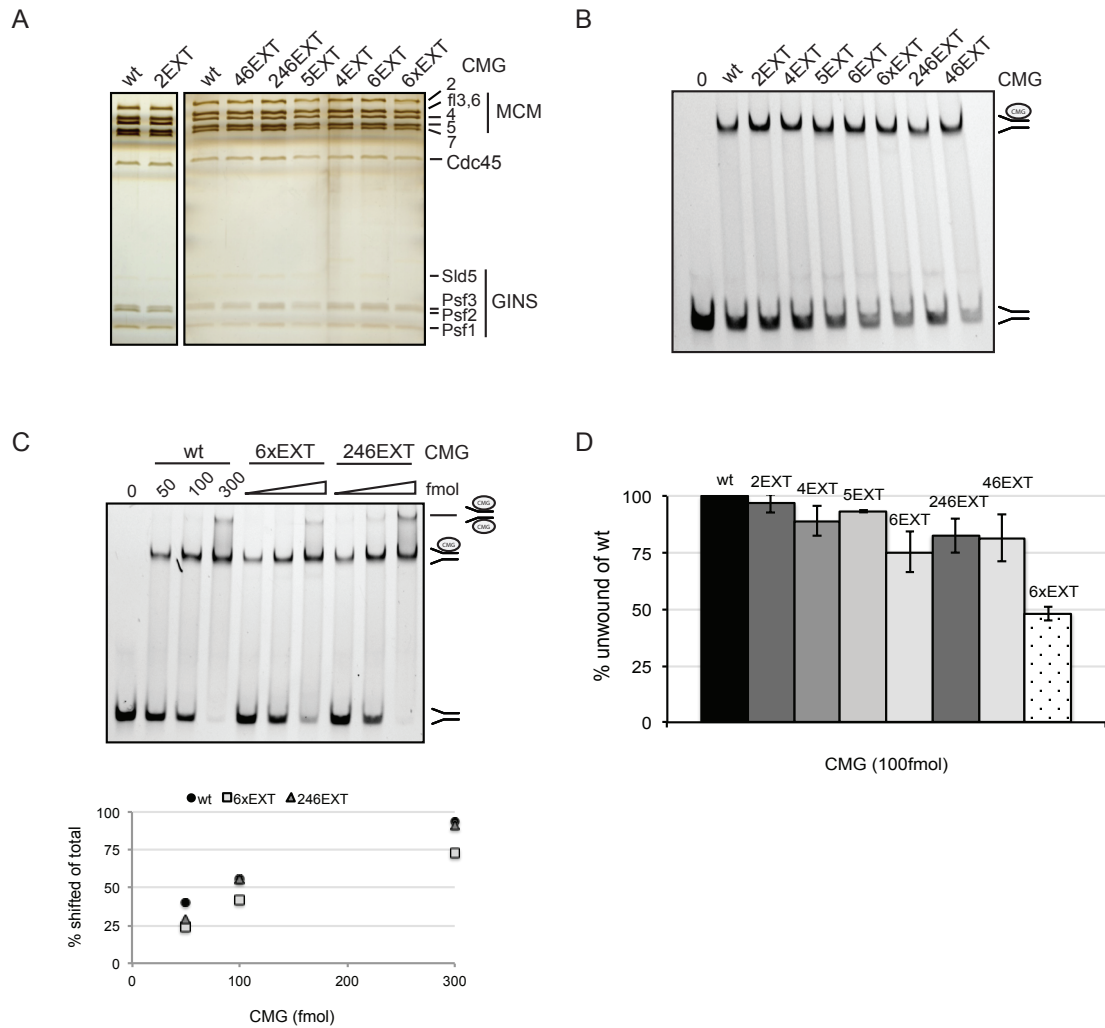 A
wt 2EXT wt 46EXT 246EXT 5EXT 4EXT 6EXT 6xEXT CMG
2
fl3,6
4
5
7
MCM
Cdc45
Sld5
Psf3
Psf2
Psf1
GINS
B
0 wt 2EXT 4EXT 5EXT 6EXT 6xEXT 246EXT 46EXT CMG
CMG
C
wt 6xEXT 246EXT CMG
0 50 100 300 fmol
CMG
CMG
CMG
wt 6xEXT 246EXT
% shifted of total
100
75
50
25
0
0 100 200 300
CMG (fmol)
D
% unwound of wt
100
75
50
25
0
wt 2EXT 4EXT 5EXT 6EXT 246EXT 46EXT 6xEXT
CMG (100fmol)